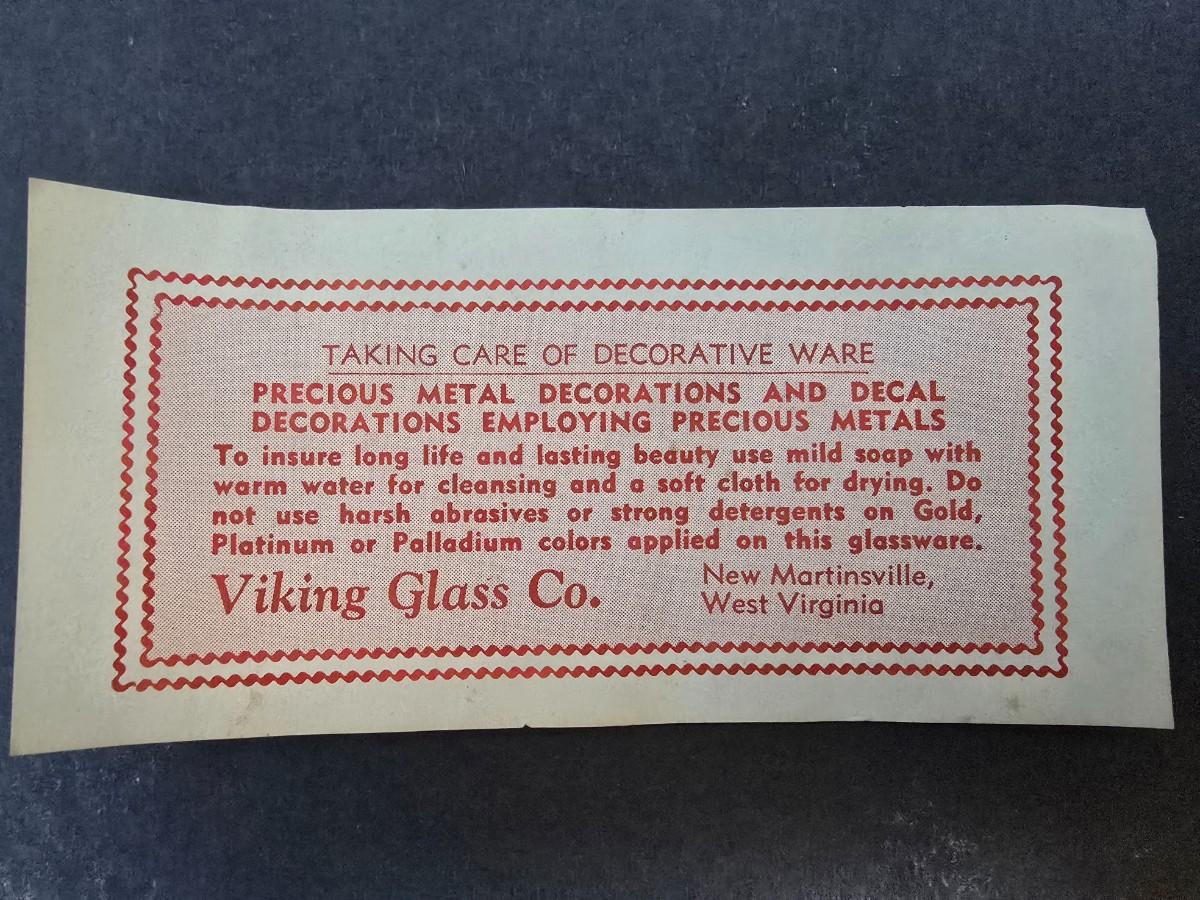 TAKING CARE OF DECORATIVE WARE
PRECIOUS METAL DECORATIONS AND DECAL
DECORATIONS EMPLOYING PRECIOUS METALS
To insure long life and lasting beauty use mild soap with
warm water for cleansing and a soft cloth for drying. Do
not use harsh abrasives or strong detergents on Gold,
Platinum or Palladium colors applied on this glassware.
Viking Glass Co.
New Martinsville,
West Virginia